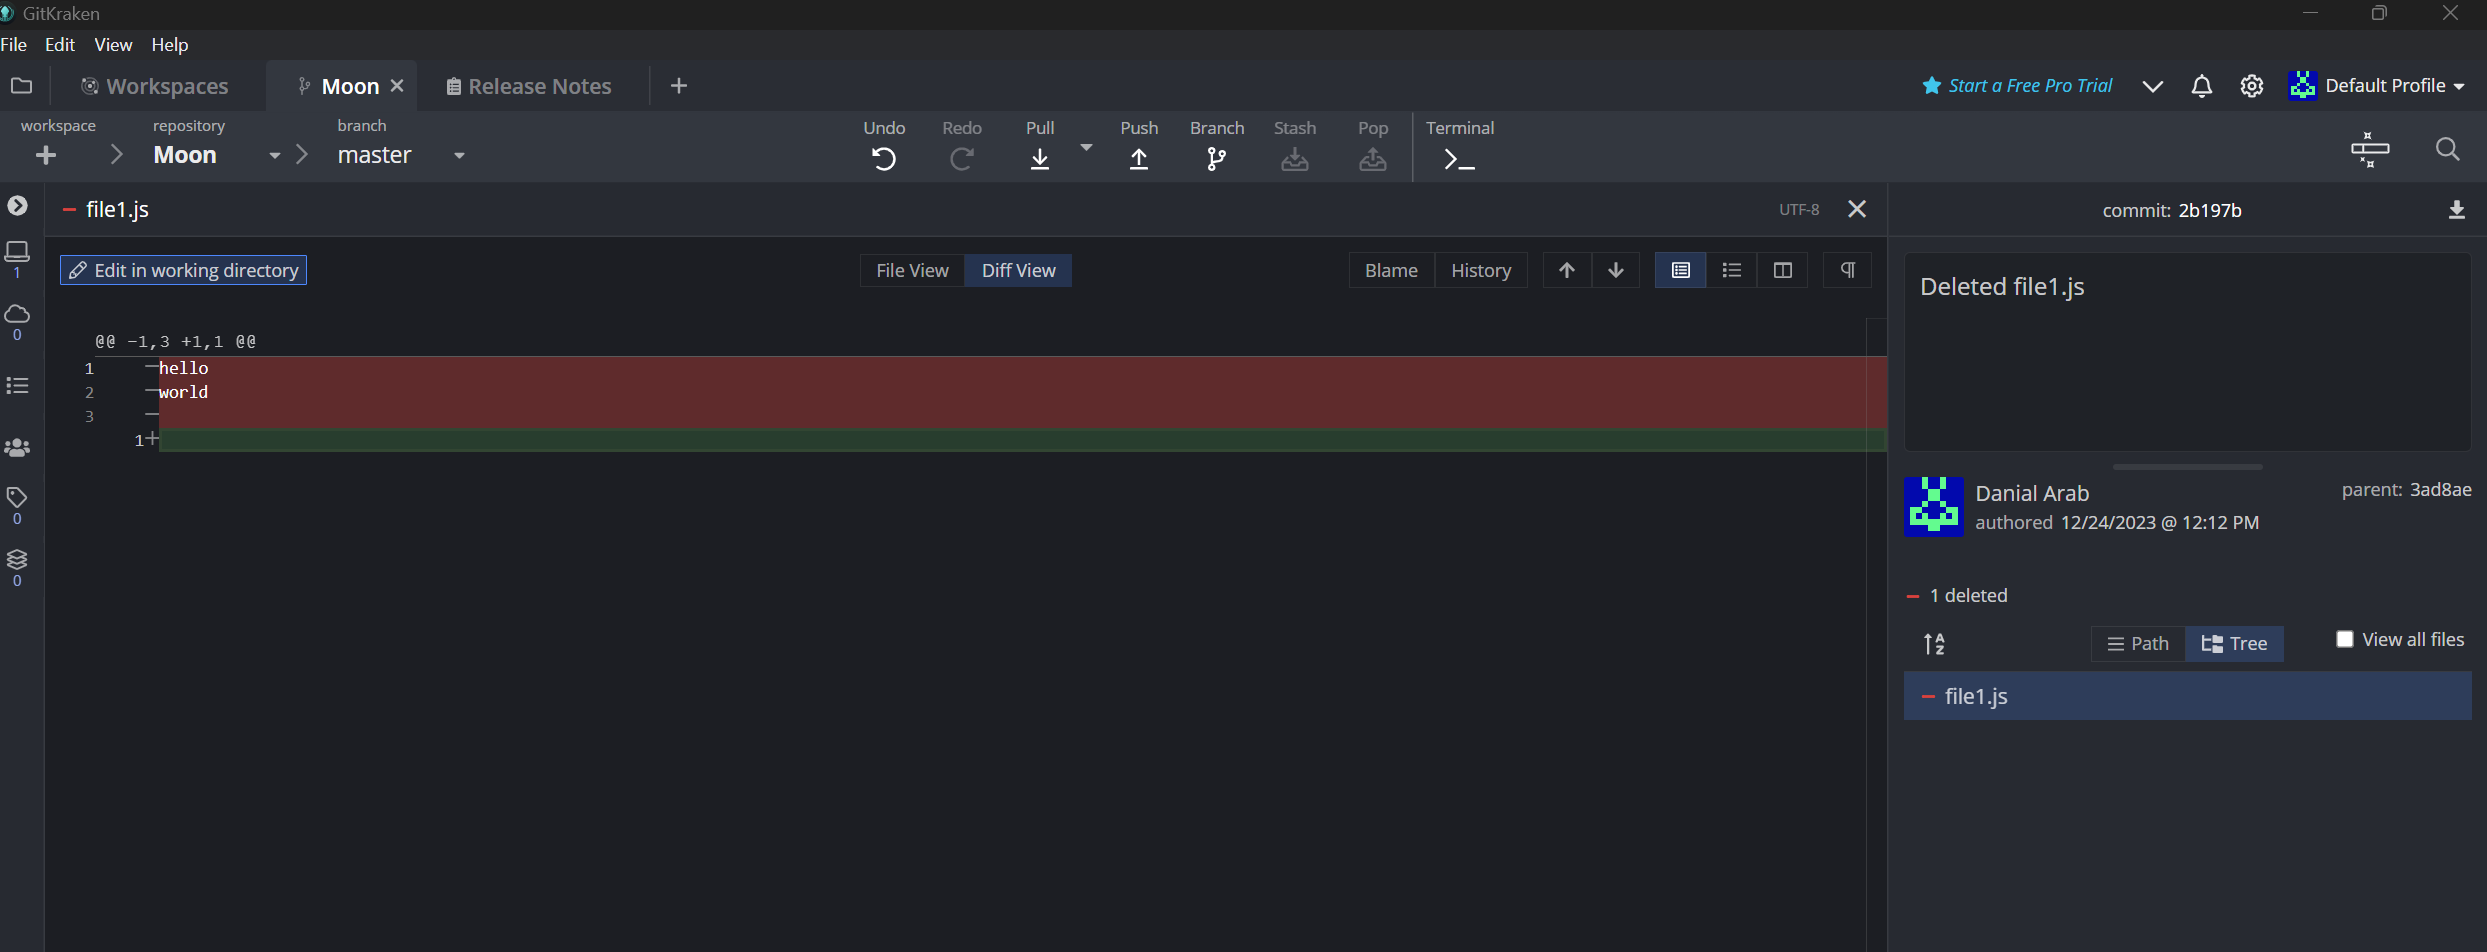 GitKraken
File Edit View Help
Workspaces Moon Release Notes Start a Free Pro Trial Default Profile
workspace repository branch Undo Redo Pull Push Branch Stash Pop Terminal
Moon master
file1.js UTF-8 commit: 2b197b
Edit in working directory File View Diff View Blame History
Deleted file1.js
@@ -1,3 +1,1 @@
1 —hello
2 —world
3 —
1+
Danial Arab parent: 3ad8ae
authored 12/24/2023 @ 12:12 PM
1 deleted
Path Tree View all files
file1.js
1
0
0
0